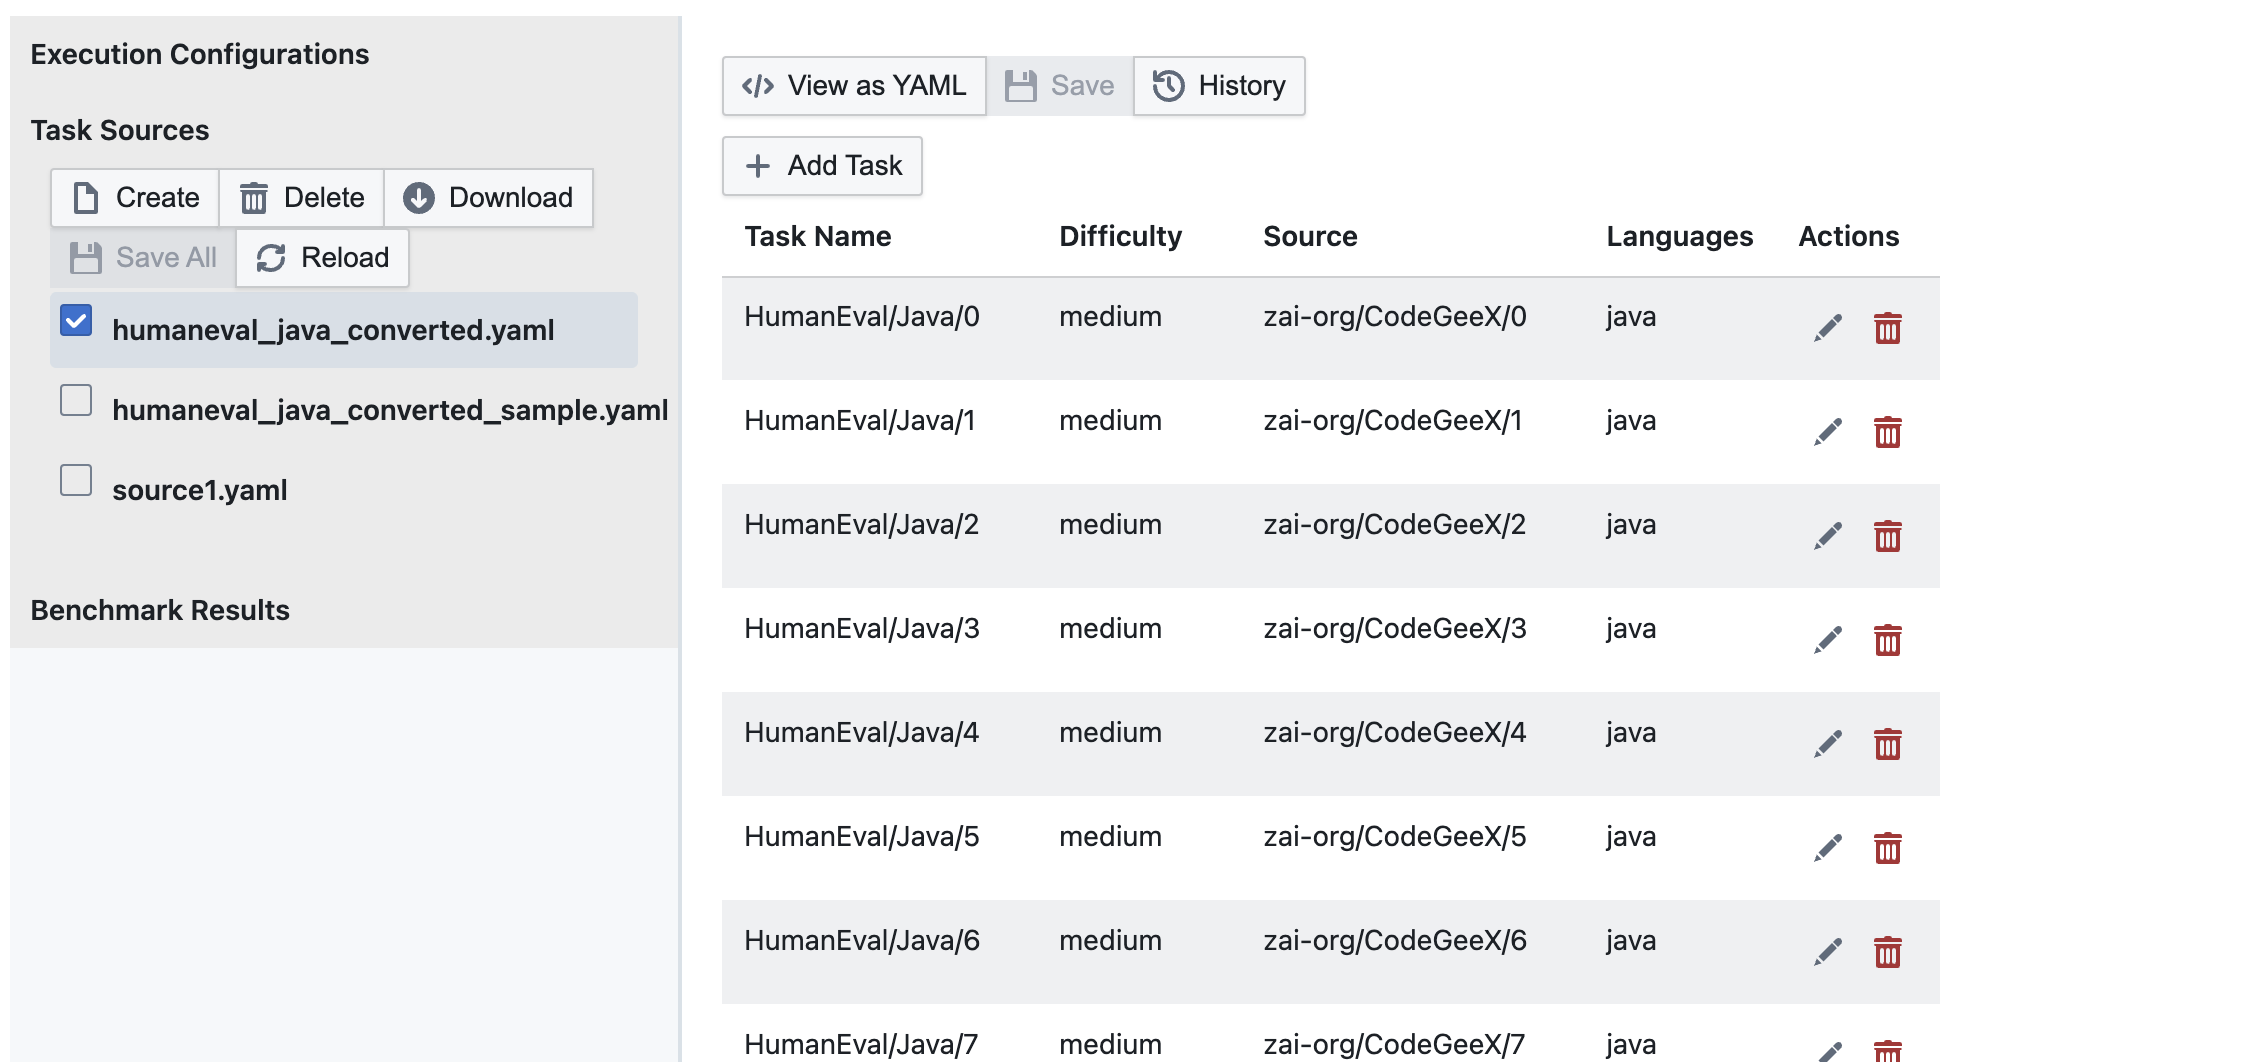 Execution Configurations
Task Sources
Create Delete Download
Save All Reload
humaneval_java_converted.yaml
humaneval_java_converted_sample.yaml
source1.yaml
Benchmark Results
View as YAML Save History
Add Task
Task Name Difficulty Source Languages Actions
HumanEval/Java/0 medium zai-org/CodeGeeX/0 java
HumanEval/Java/1 medium zai-org/CodeGeeX/1 java
HumanEval/Java/2 medium zai-org/CodeGeeX/2 java
HumanEval/Java/3 medium zai-org/CodeGeeX/3 java
HumanEval/Java/4 medium zai-org/CodeGeeX/4 java
HumanEval/Java/5 medium zai-org/CodeGeeX/5 java
HumanEval/Java/6 medium zai-org/CodeGeeX/6 java
HumanEval/Java/7 medium zai-org/CodeGeeX/7 java